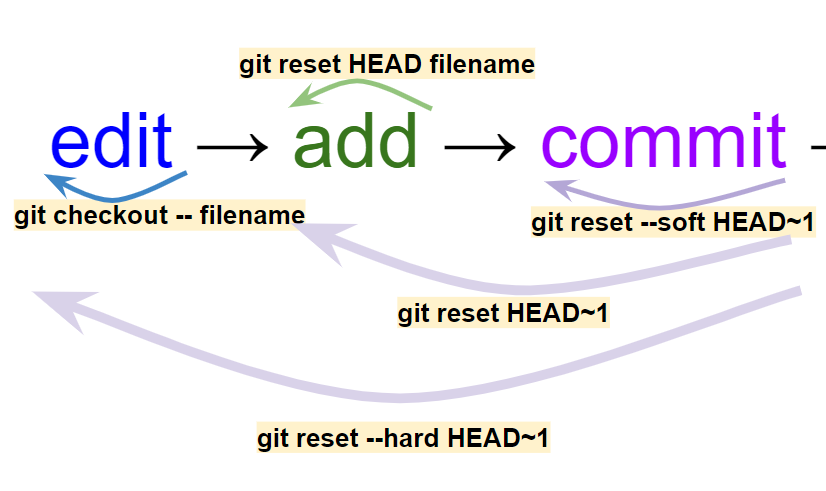 git reset HEAD filename
edit → add → commit
git checkout -- filename
git reset --soft HEAD~1
git reset HEAD~1
git reset --hard HEAD~1